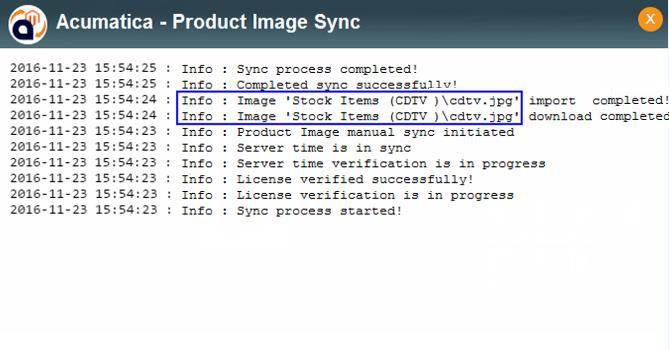 Acumatica - Product Image Sync
X
2016-11-23 15:54:25 : Info : Sync process completed!
2016-11-23 15:54:25 : Info : Completed sync successfully!
2016-11-23 15:54:24 : Info : Image 'Stock Items (CDTV )\cdtv.jpg' import completed!
2016-11-23 15:54:24 : Info : Image 'Stock Items (CDTV )\cdtv.jpg' download completed
2016-11-23 15:54:23 : Info : Product Image manual sync initiated
2016-11-23 15:54:23 : Info : Server time is in sync
2016-11-23 15:54:23 : Info : Server time verification is in progress
2016-11-23 15:54:23 : Info : License verified successfully!
2016-11-23 15:54:23 : Info : License verification is in progress
2016-11-23 15:54:23 : Info : Sync process started!